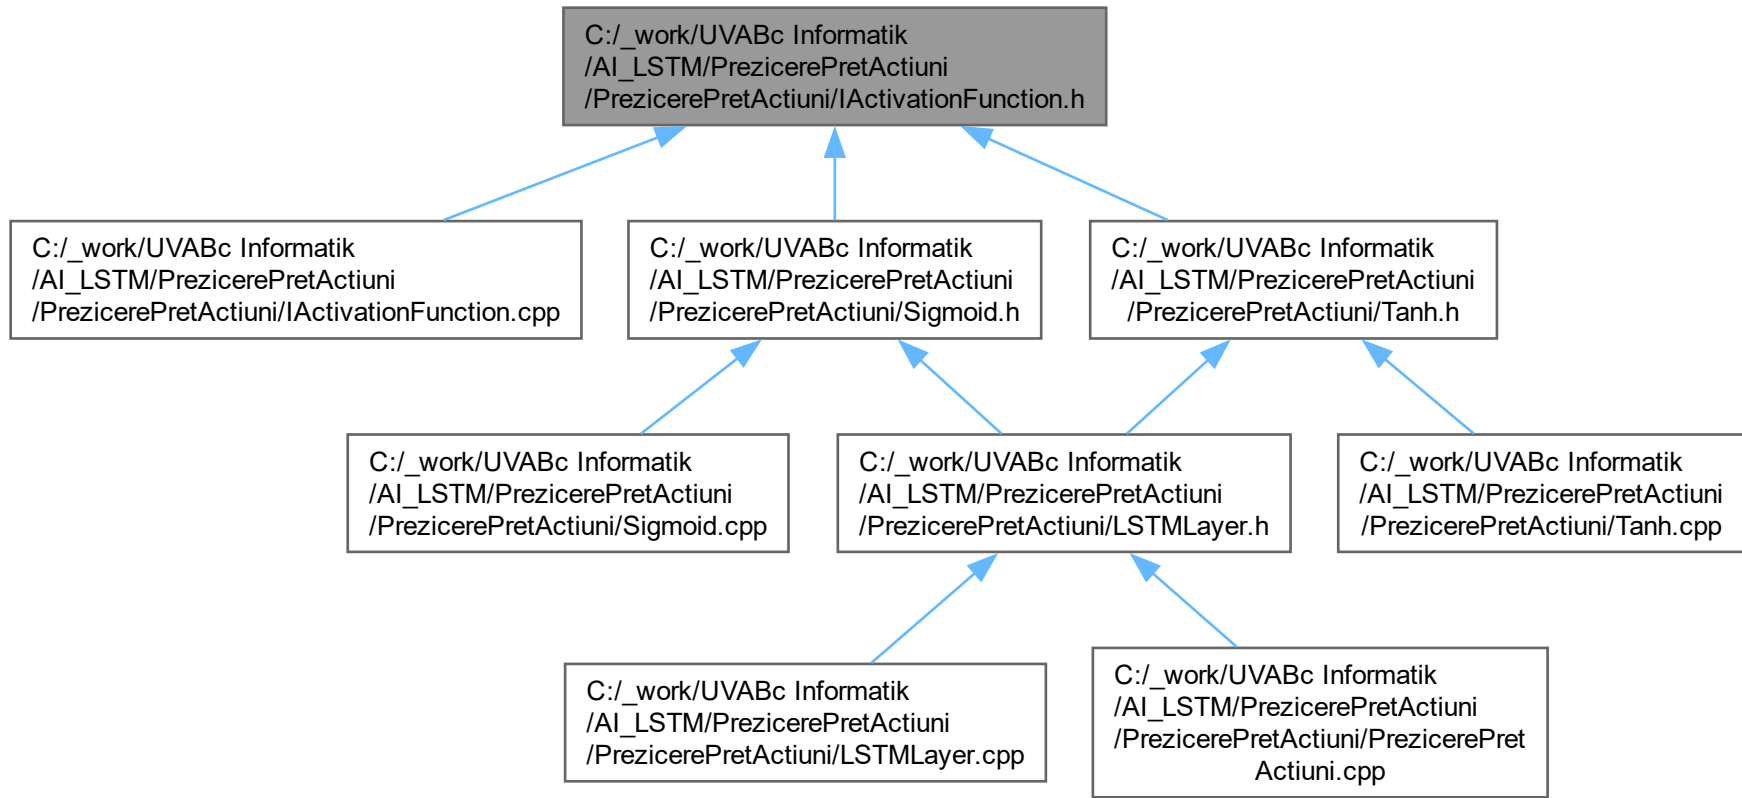 C:/_work/UVABc Informatik
/AI_LSTM/PrezicerePretActiuni
/PrezicerePretActiuni/IActivationFunction.h
C:/_work/UVABc Informatik
/AI_LSTM/PrezicerePretActiuni
/PrezicerePretActiuni/IActivationFunction.cpp
C:/_work/UVABc Informatik
/AI_LSTM/PrezicerePretActiuni
/PrezicerePretActiuni/Sigmoid.h
C:/_work/UVABc Informatik
/AI_LSTM/PrezicerePretActiuni
/PrezicerePretActiuni/Tanh.h
C:/_work/UVABc Informatik
/AI_LSTM/PrezicerePretActiuni
/PrezicerePretActiuni/Sigmoid.cpp
C:/_work/UVABc Informatik
/AI_LSTM/PrezicerePretActiuni
/PrezicerePretActiuni/LSTMLayer.h
C:/_work/UVABc Informatik
/AI_LSTM/PrezicerePretActiuni
/PrezicerePretActiuni/Tanh.cpp
C:/_work/UVABc Informatik
/AI_LSTM/PrezicerePretActiuni
/PrezicerePretActiuni/LSTMLayer.cpp
C:/_work/UVABc Informatik
/AI_LSTM/PrezicerePretActiuni
/PrezicerePretActiuni/PrezicerePret
Actiuni.cpp